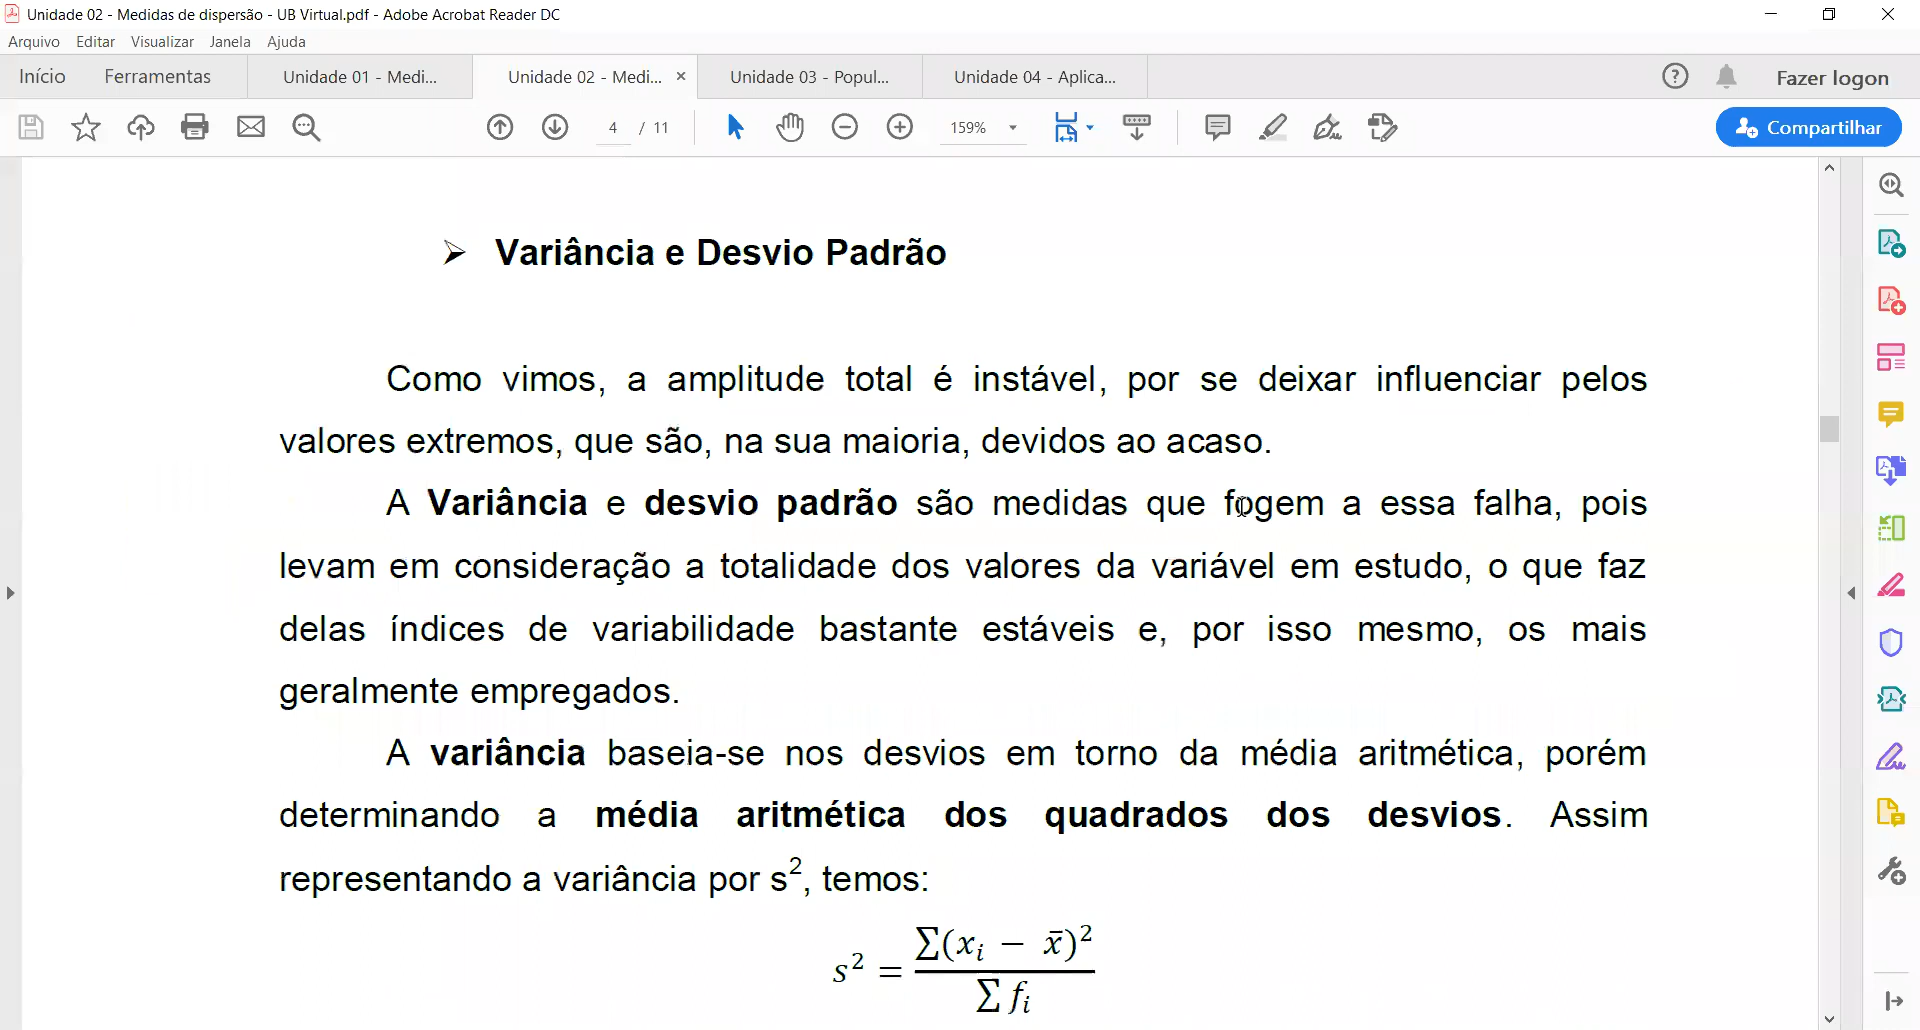 Unidade 02 - Medidas de dispersão - UB Virtual.pdf - Adobe Acrobat Reader DC
Arquivo Editar Visualizar Janela Ajuda
Início Ferramentas Unidade 01 - Medi... Unidade 02 - Medi... × Unidade 03 - Popul... Unidade 04 - Aplica... Fazer logon
4 / 11 159% Compartilhar
➢ Variância e Desvio Padrão
Como vimos, a amplitude total é instável, por se deixar influenciar pelos
valores extremos, que são, na sua maioria, devidos ao acaso.
A Variância e desvio padrão são medidas que fogem a essa falha, pois
levam em consideração a totalidade dos valores da variável em estudo, o que faz
delas índices de variabilidade bastante estáveis e, por isso mesmo, os mais
geralmente empregados.
A variância baseia-se nos desvios em torno da média aritmética, porém
determinando a média aritmética dos quadrados dos desvios. Assim
representando a variância por s², temos:
s² = ∑(xᵢ − x̄)² / ∑ fᵢ